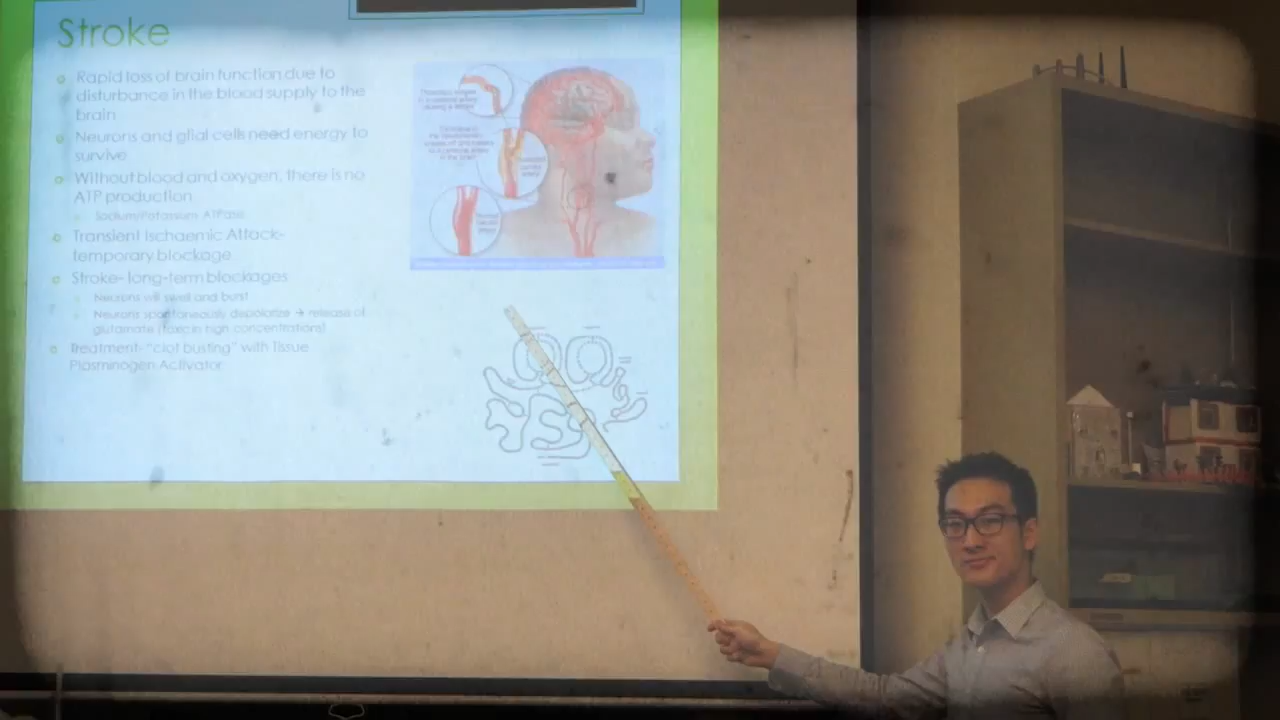 Stroke
Rapid loss of brain function due to
disturbance in the blood supply to the
brain
Neurons and glial cells need energy to
survive
Without blood and oxygen, there is no
ATP production
Sodium/Potassium ATPase
Transient Ischaemic Attack-
temporary blockage
Stroke- long-term blockages
Neurons will swell and burst
Neurons spontaneously depolarize → release of
glutamate (toxic in high concentrations)
Treatment- "clot busting" with Tissue
Plasminogen Activator